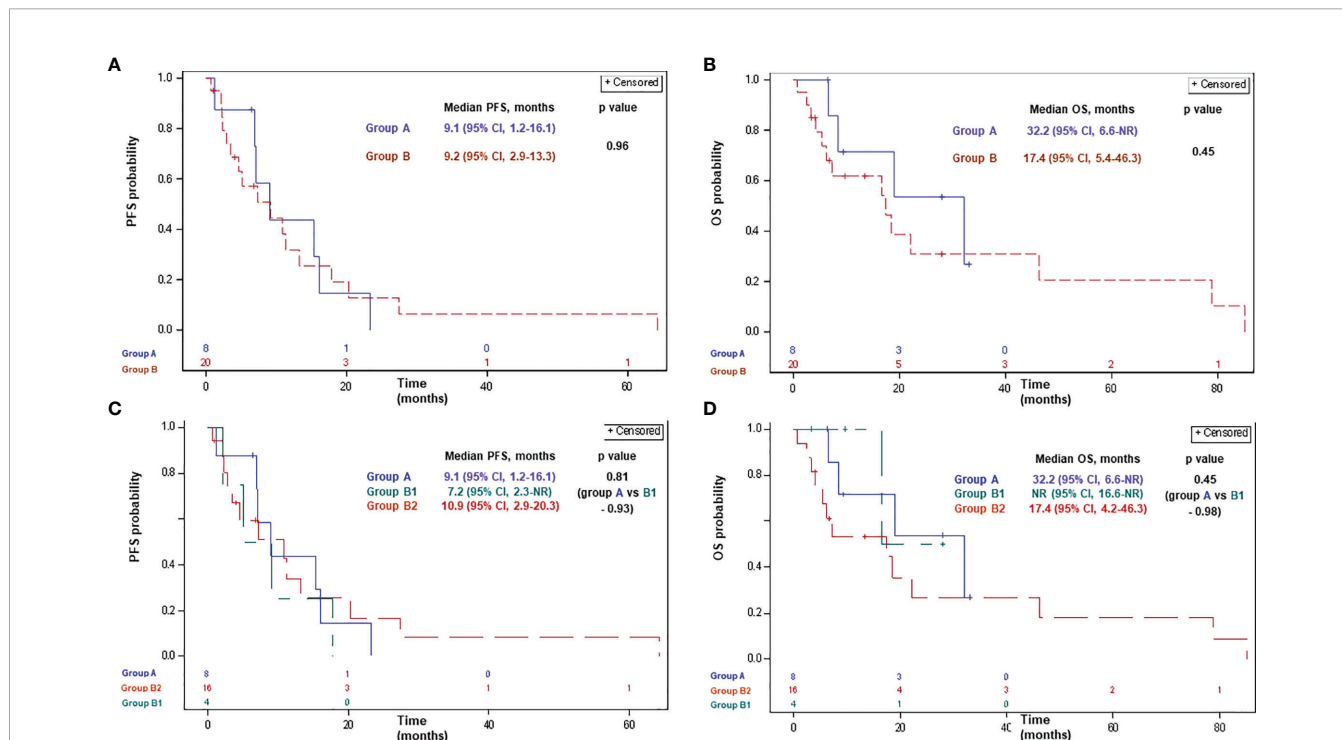 A
+ Censored
Median PFS, months p value
Group A 9.1 (95% CI, 1.2-16.1)
0.96
Group B 9.2 (95% CI, 2.9-13.3)
PFS probability
1.0
0.8
0.6
0.4
0.2
0.0
Group A 8 1 0
Group B 20 3 1 1
0 20 40 60
Time
(months)
B
+ Censored
Median OS, months p value
Group A 32.2 (95% CI, 6.6-NR)
0.45
Group B 17.4 (95% CI, 5.4-46.3)
OS probability
1.0
0.8
0.6
0.4
0.2
0.0
Group A 8 3 0
Group B 20 5 3 2 1
0 20 40 60 80
Time
(months)
C
+ Censored
Median PFS, months p value
Group A 9.1 (95% CI, 1.2-16.1) 0.81
Group B1 7.2 (95% CI, 2.3-NR) (group A vs B1
Group B2 10.9 (95% CI, 2.9-20.3) - 0.93)
PFS probability
1.0
0.8
0.6
0.4
0.2
0.0
Group A 8 1 0
Group B2 16 3 1 1
Group B1 4 0
0 20 40 60
Time
(months)
D
+ Censored
Median OS, months p value
Group A 32.2 (95% CI, 6.6-NR) 0.45
Group B1 NR (95% CI, 16.6-NR) (group A vs B1
Group B2 17.4 (95% CI, 4.2-46.3) - 0.98)
OS probability
1.0
0.8
0.6
0.4
0.2
0.0
Group A 8 3 0
Group B2 16 4 3 2 1
Group B1 4 1 0
0 20 40 60 80
Time
(months)